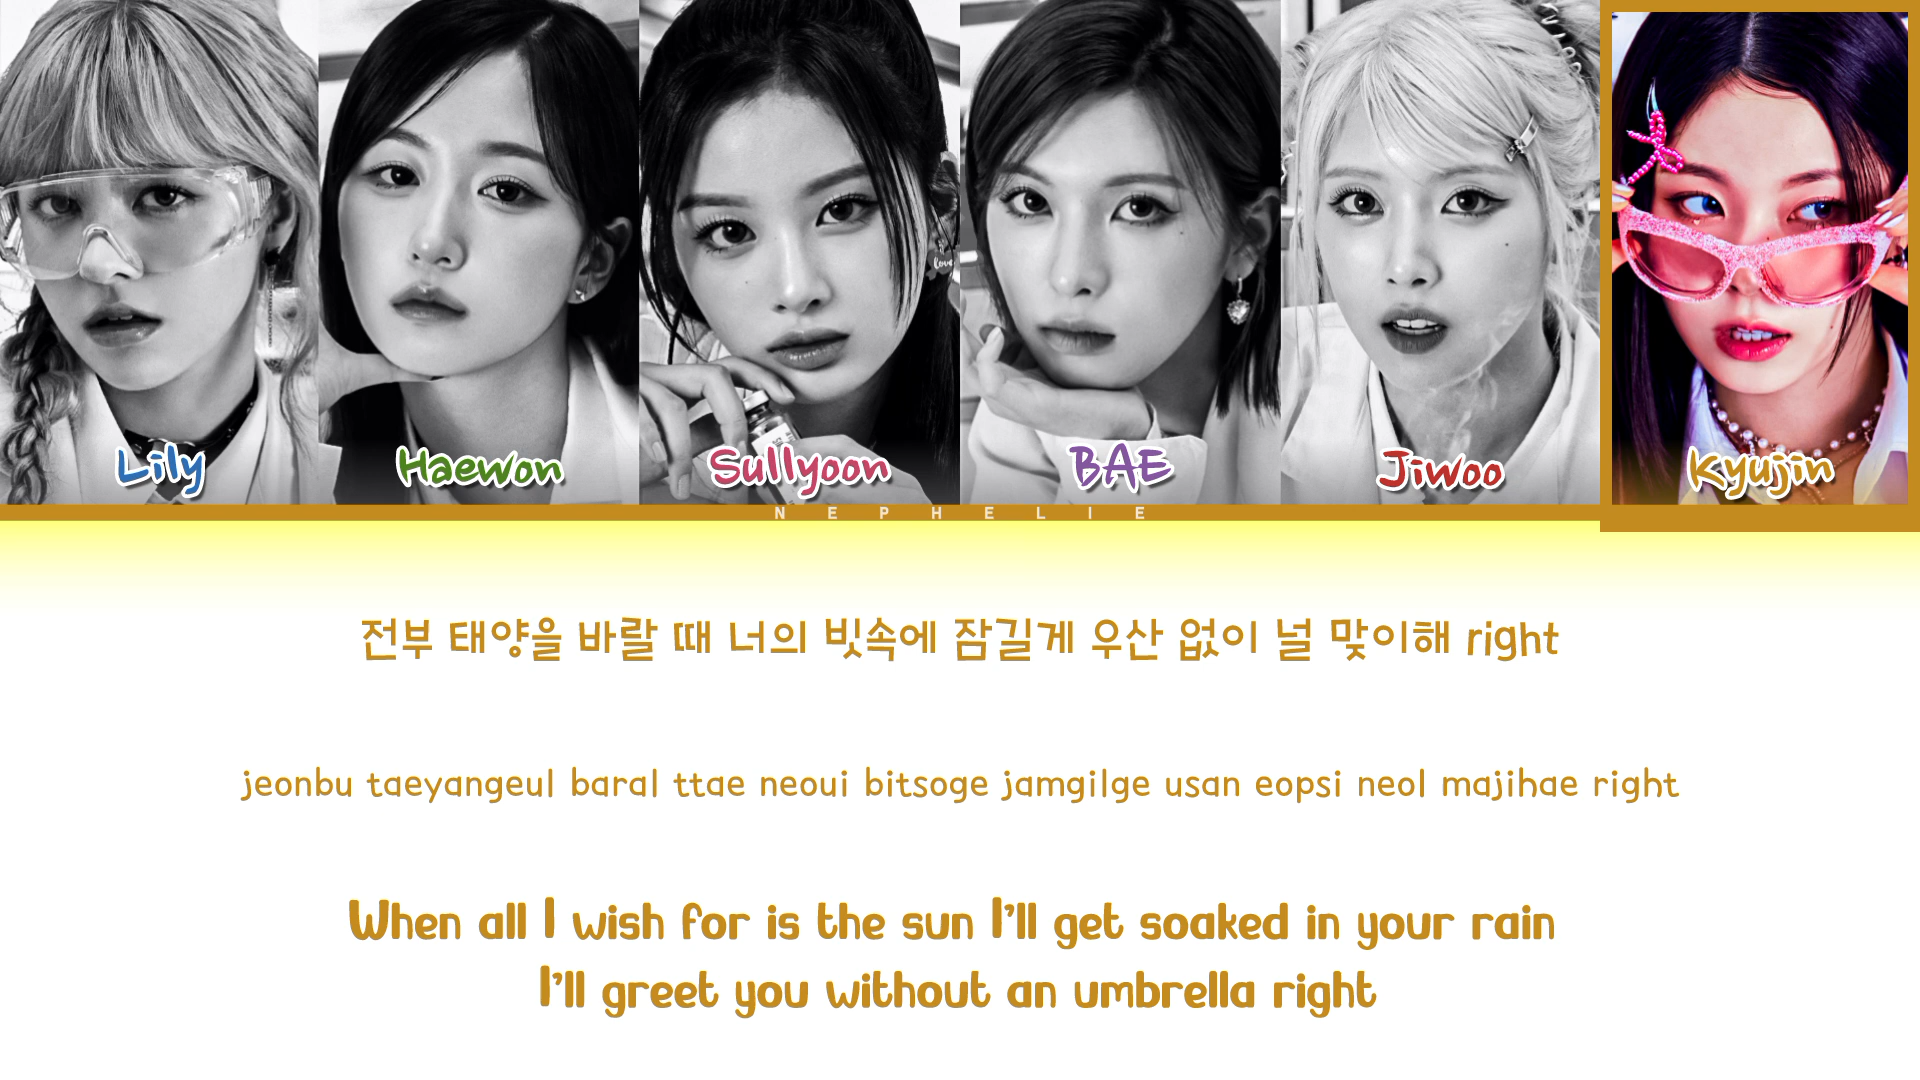 Lily
Haewon
Sullyoon
BAE
Jiwoo
Kyujin
NEPHELIE
전부 태양을 바랄 때 너의 빗속에 잠길게 우산 없이 널 맞이해 right
jeonbu taeyangeul baral ttae neoui bitsoge jamgilge usan eopsi neol majihae right
When all I wish for is the sun I'll get soaked in your rain
I'll greet you without an umbrella right